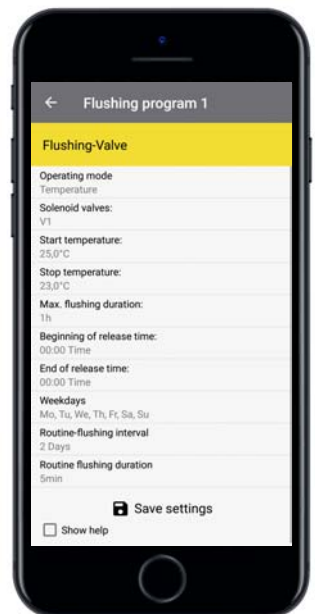 Flushing program 1
Flushing-Valve
Operating mode
Temperature
Solenoid valves:
V1
Start temperature:
25,0°C
Stop temperature:
23,0°C
Max. flushing duration:
1h
Beginning of release time:
00:00 Time
End of release time:
00:00 Time
Weekdays
Mo, Tu, We, Th, Fr, Sa, Su
Routine-flushing interval
2 Days
Routine flushing duration
5min
Save settings
Show help